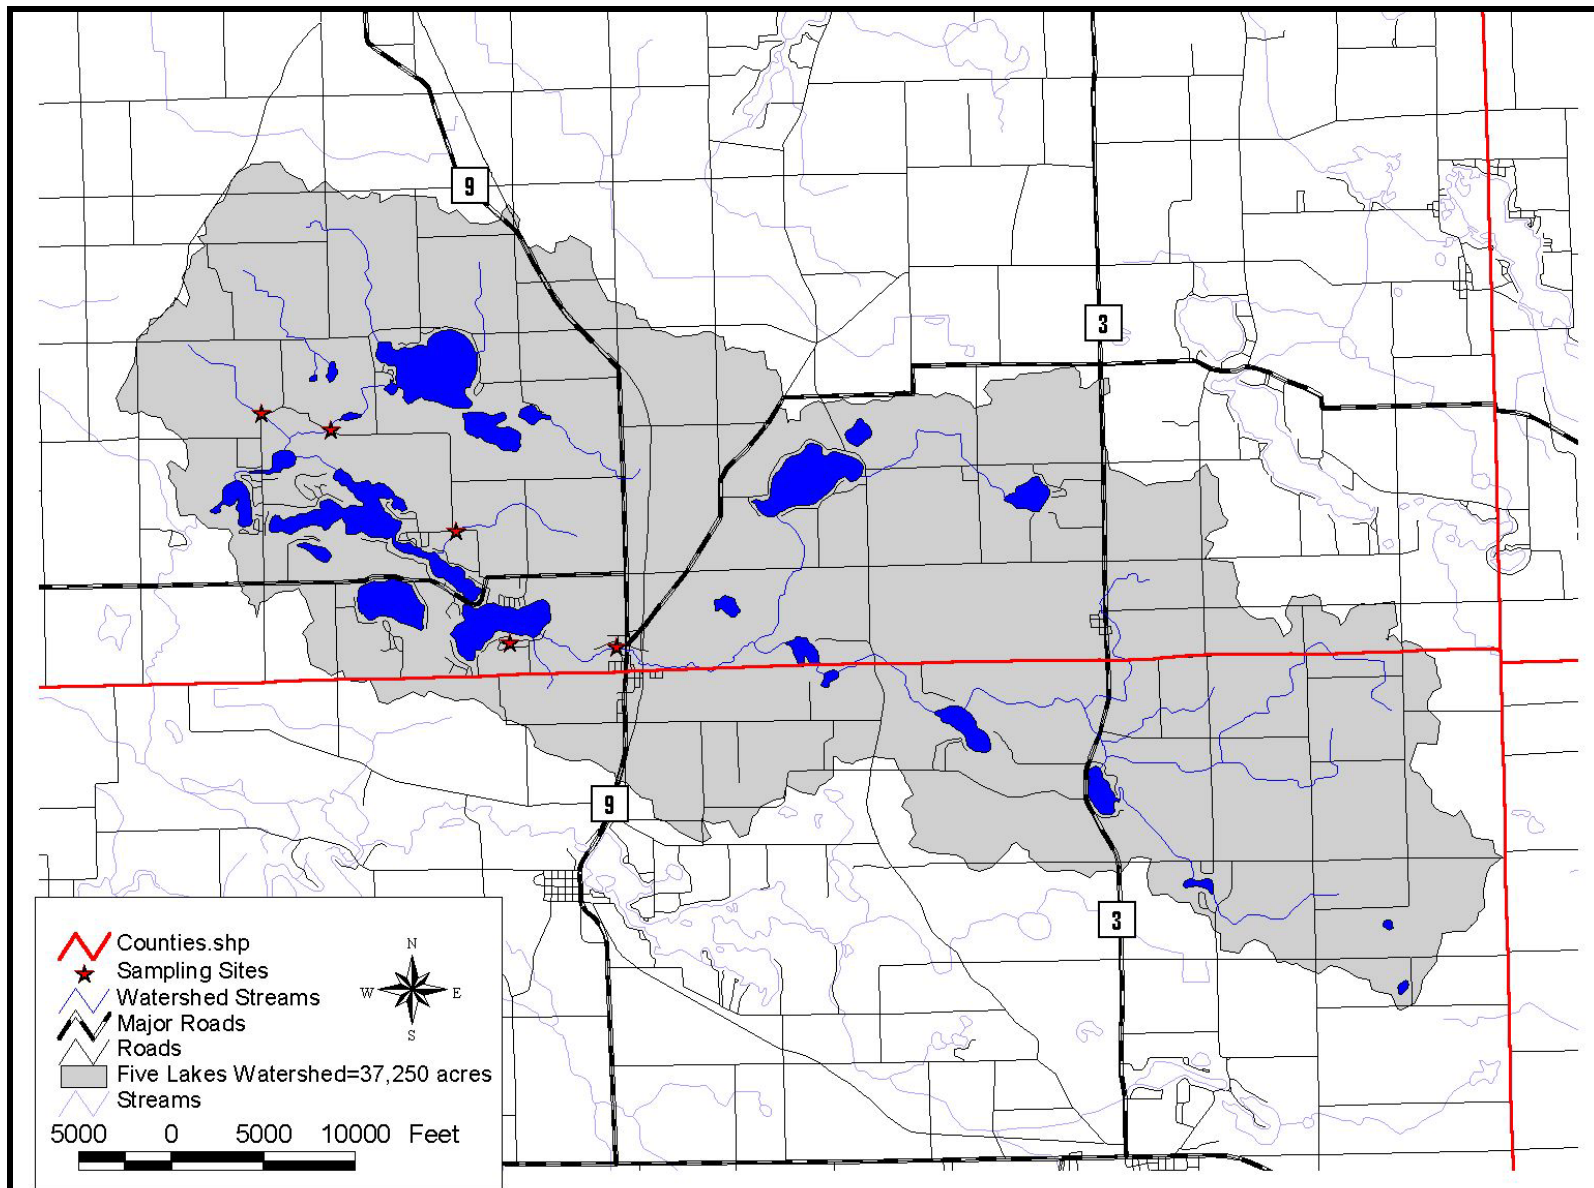 9
3
9
3
Counties.shp
Sampling Sites
Watershed Streams
Major Roads
Roads
Five Lakes Watershed=37,250 acres
Streams
N
W E
S
5000 0 5000 10000 Feet